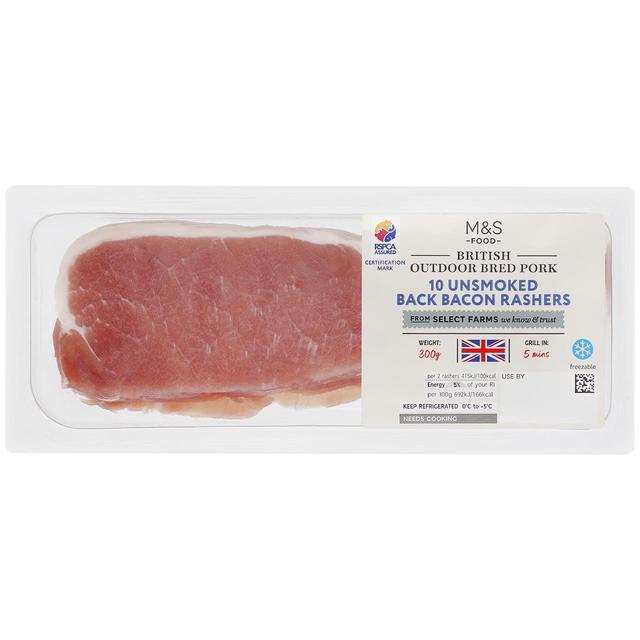 RSPCA
ASSURED
CERTIFICATION
MARK
M&S
-FOOD-
BRITISH
OUTDOOR BRED PORK
10 UNSMOKED
BACK BACON RASHERS
FROM SELECT FARMS we know & trust
WEIGHT:
300g
GRILL IN:
5 mins
freezable
per 2 rashers 415kJ/100kcal
Energy 5% of your RI
per 100g 692kJ/166kcal
USE BY
KEEP REFRIGERATED 0°C to +5°C
NEEDS COOKING